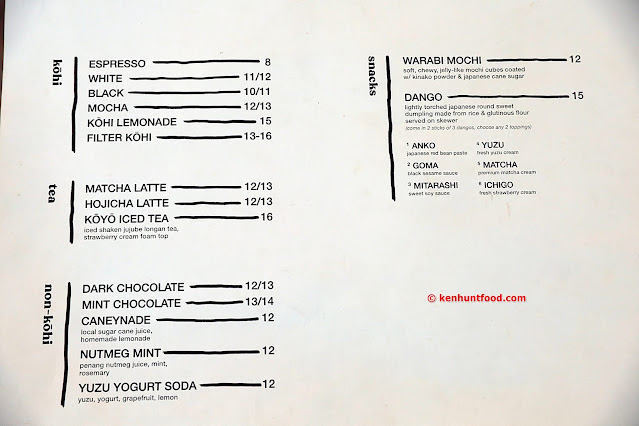 kōhi
ESPRESSO 8
WHITE 11/12
BLACK 10/11
MOCHA 12/13
KŌHI LEMONADE 15
FILTER KŌHI 13-16
tea
MATCHA LATTE 12/13
HOJICHA LATTE 12/13
KŌYŌ ICED TEA 16
iced shaken jujube longan tea,
strawberry cream foam top
non-kōhi
DARK CHOCOLATE 12/13
MINT CHOCOLATE 13/14
CANEYNADE 12
local sugar cane juice,
homemade lemonade
NUTMEG MINT 12
penang nutmeg juice, mint,
rosemary
YUZU YOGURT SODA 12
yuzu, yogurt, grapefruit, lemon
snacks
WARABI MOCHI 12
soft, chewy, jelly-like mochi cubes coated
w/ kinako powder & japanese cane sugar
DANGO 15
lightly torched japanese round sweet
dumpling made from rice & glutinous flour
served on skewer
(come in 2 sticks of 3 dangos, choose any 2 toppings)
1 ANKO
japanese red bean paste
2 GOMA
black sesame sauce
3 MITARASHI
sweet soy sauce
4 YUZU
fresh yuzu cream
5 MATCHA
premium matcha cream
6 ICHIGO
fresh strawberry cream
© kenhuntfood.com